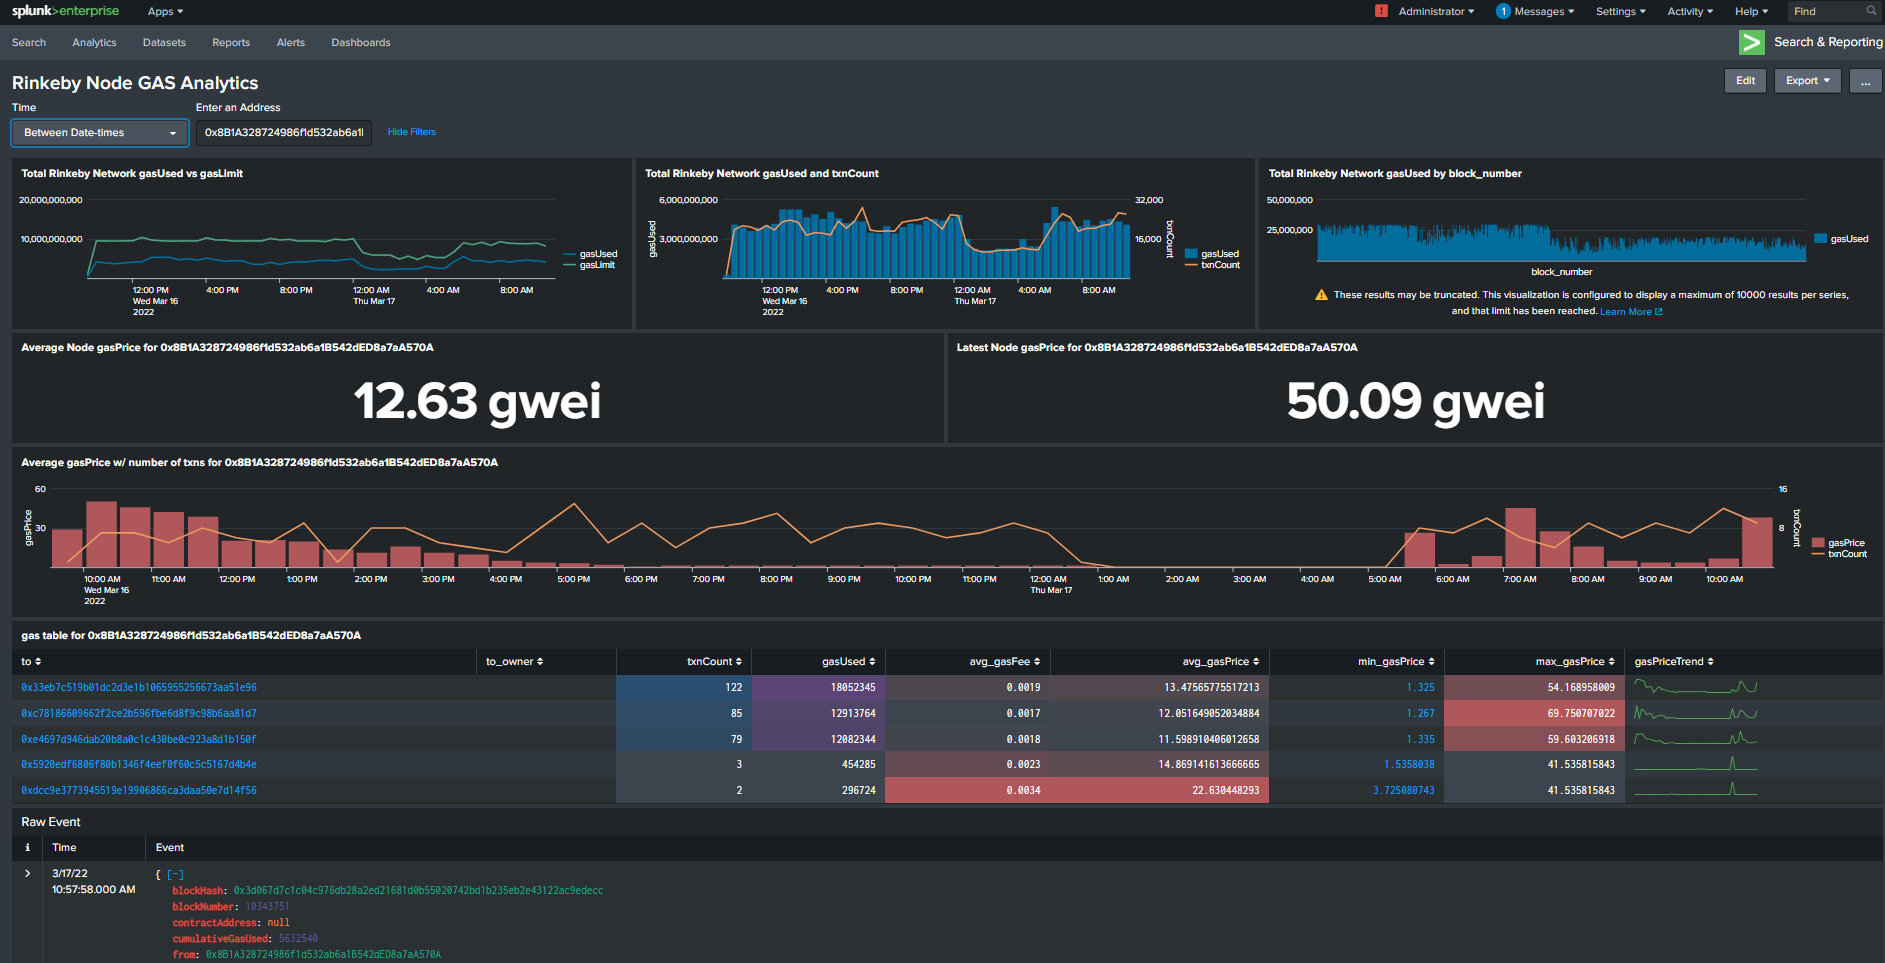 splunk>enterprise Apps
! Administrator 1 Messages Settings Activity Help Find
Search Analytics Datasets Reports Alerts Dashboards
> Search & Reporting
Rinkeby Node GAS Analytics
Edit Export ...
Time
Enter an Address
Between Date-times
0x8B1A328724986f1d532ab6a1
Hide Filters
Total Rinkeby Network gasUsed vs gasLimit
20,000,000,000
10,000,000,000
gasUsed
gasLimit
12:00 PM 4:00 PM 8:00 PM 12:00 AM 4:00 AM 8:00 AM
Wed Mar 16 Thu Mar 17
2022
Total Rinkeby Network gasUsed and txnCount
6,000,000,000 32,000
3,000,000,000 16,000
gasUsed
txnCount
gasUsed
txnCount
12:00 PM 4:00 PM 8:00 PM 12:00 AM 4:00 AM 8:00 AM
Wed Mar 16 Thu Mar 17
2022
Total Rinkeby Network gasUsed by block_number
50,000,000
25,000,000
gasUsed
block_number
These results may be truncated. This visualization is configured to display a maximum of 10000 results per series,
and that limit has been reached. Learn More
Average Node gasPrice for 0x8B1A328724986f1d532ab6a1B542dED8a7aA570A
12.63 gwei
Latest Node gasPrice for 0x8B1A328724986f1d532ab6a1B542dED8a7aA570A
50.09 gwei
Average gasPrice w/ number of txns for 0x8B1A328724986f1d532ab6a1B542dED8a7aA570A
60 16
30 8
gasPrice
txnCount
gasPrice
txnCount
10:00 AM 11:00 AM 12:00 PM 1:00 PM 2:00 PM 3:00 PM 4:00 PM 5:00 PM 6:00 PM 7:00 PM 8:00 PM 9:00 PM 10:00 PM 11:00 PM 12:00 AM 1:00 AM 2:00 AM 3:00 AM 4:00 AM 5:00 AM 6:00 AM 7:00 AM 8:00 AM 9:00 AM 10:00 AM
Wed Mar 16 Thu Mar 17
2022
gas table for 0x8B1A328724986f1d532ab6a1B542dED8a7aA570A
to to_owner txnCount gasUsed avg_gasFee avg_gasPrice min_gasPrice max_gasPrice gasPriceTrend
0x33eb7c519b01dc2d3e1b1065955256673aa51e96 122 18052345 0.0019 13.47565775517213 1.325 54.168958009
0xc78186609662f2ce2b596fbe6d8f9c98b6aa81d7 85 12913764 0.0017 12.051649052034884 1.267 69.750707022
0xe4697d946dab20b8a0c1c430be0c923a8d1b150f 79 12082344 0.0018 11.598910406012658 1.335 59.603206918
0x5920edf6806f80b1346f4eef0f60c5c5167d4b4e 3 454285 0.0023 14.869141613666665 1.5358038 41.535815843
0xdcc9e3773945519e19906866ca3daa50e7d14f56 2 296724 0.0034 22.630448293 3.725080743 41.535815843
Raw Event
i Time Event
3/17/22
10:57:58.000 AM
{ [-]
blockHash: 0x3d067d7c1c04c976db28a2ed21681d0b55020742bd1b235eb2e43122ac9edecc
blockNumber: 10343751
contractAddress: null
cumulativeGasUsed: 5632540
from: 0x8B1A328724986f1d532ab6a1B542dED8a7aA570A